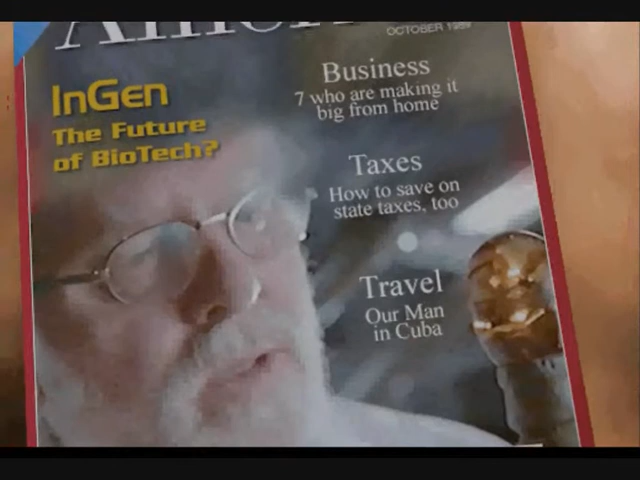 OCTOBER 1989
InGen
The Future
of BioTech?
Business
7 who are making it
big from home
Taxes
How to save on
state taxes, too
Travel
Our Man
in Cuba